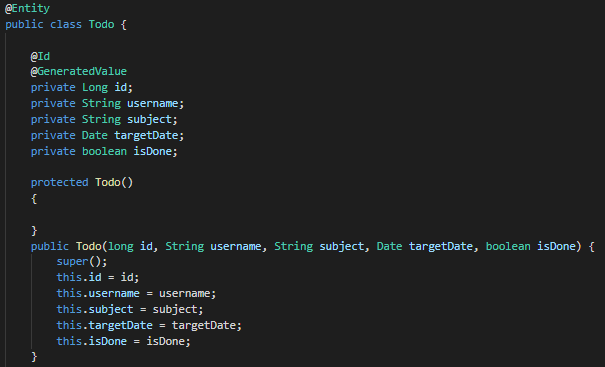 @Entity
public class Todo {
@Id
@GeneratedValue
private Long id;
private String username;
private String subject;
private Date targetDate;
private boolean isDone;
protected Todo()
{
}
public Todo(long id, String username, String subject, Date targetDate, boolean isDone) {
super();
this.id = id;
this.username = username;
this.subject = subject;
this.targetDate = targetDate;
this.isDone = isDone;
}